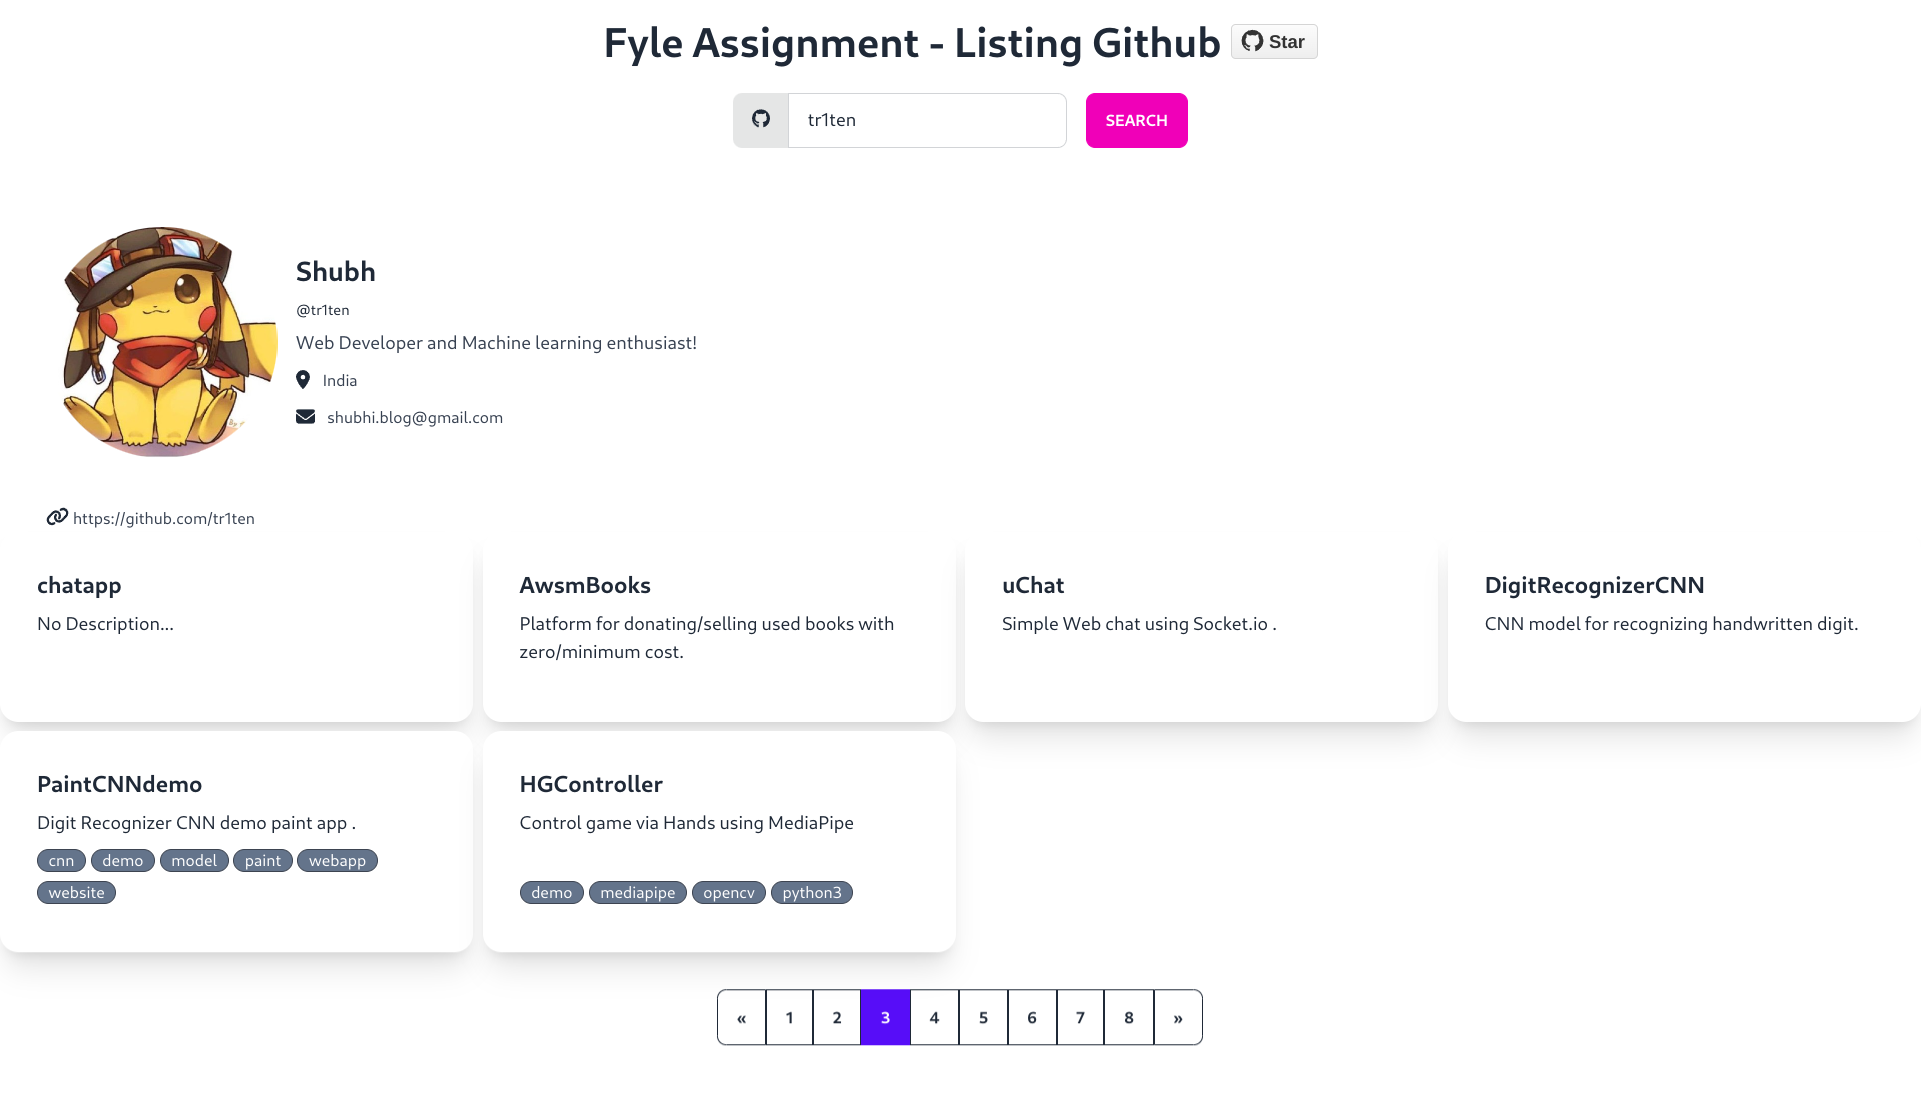 Fyle Assignment - Listing Github Star
tr1ten SEARCH
Shubh
@tr1ten
Web Developer and Machine learning enthusiast!
India
shubhi.blog@gmail.com
https://github.com/tr1ten
chatapp
No Description...
AwsmBooks
Platform for donating/selling used books with
zero/minimum cost.
uChat
Simple Web chat using Socket.io .
DigitRecognizerCNN
CNN model for recognizing handwritten digit.
PaintCNNdemo
Digit Recognizer CNN demo paint app .
cnn demo model paint webapp
website
HGController
Control game via Hands using MediaPipe
demo mediapipe opencv python3
« 1 2 3 4 5 6 7 8 »